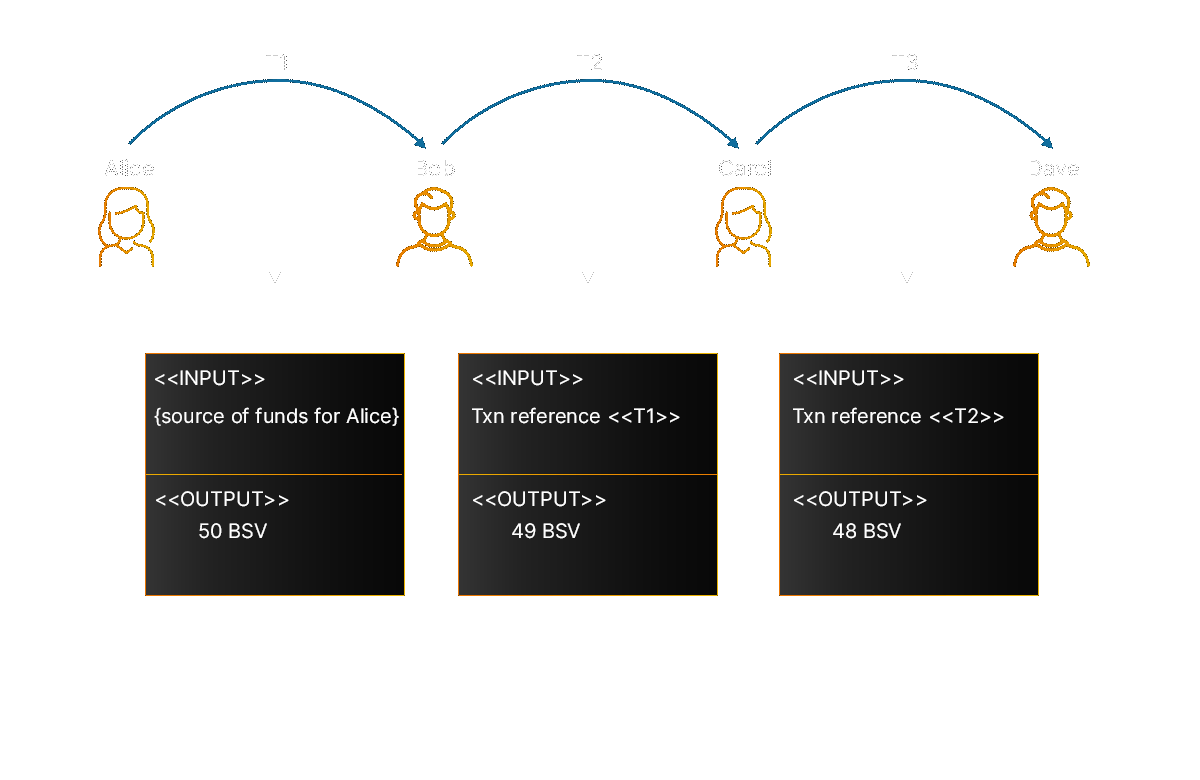 T1
T2
T3
Alice
Bob
Carol
Dave
<<INPUT>>
{source of funds for Alice}
<<OUTPUT>>
50 BSV
<<INPUT>>
Txn reference <<T1>>
<<OUTPUT>>
49 BSV
<<INPUT>>
Txn reference <<T2>>
<<OUTPUT>>
48 BSV